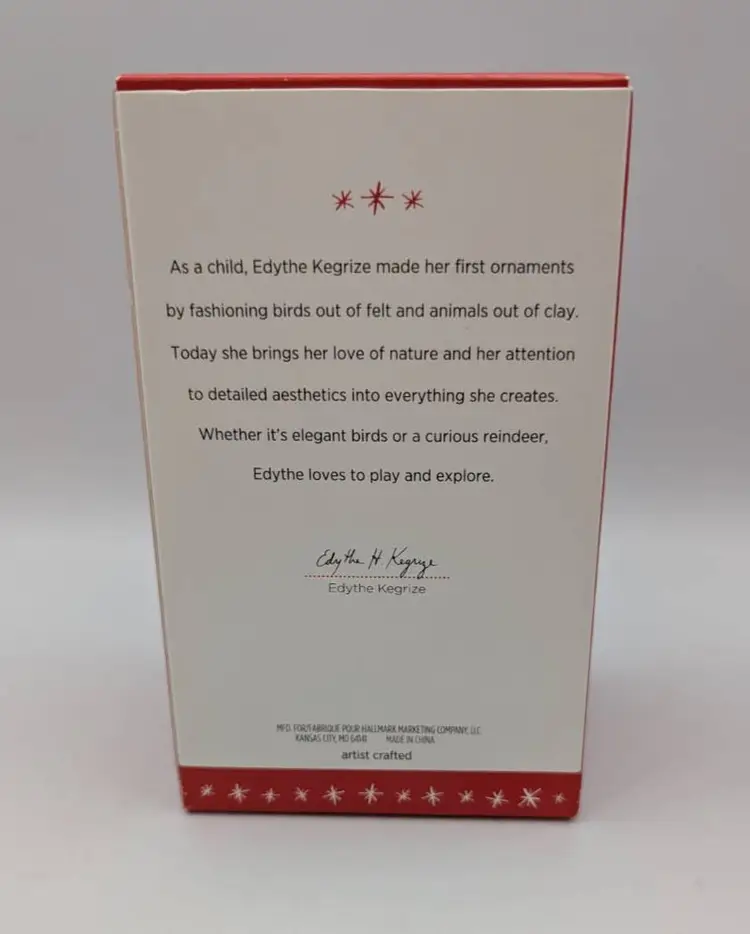 As a child, Edythe Kegrize made her first ornaments
by fashioning birds out of felt and animals out of clay.
Today she brings her love of nature and her attention
to detailed aesthetics into everything she creates.
Whether it's elegant birds or a curious reindeer,
Edythe loves to play and explore.
Edythe H. Kegrize
Edythe Kegrize
MFD. FOR/FABRIQUÉ POUR HALLMARK MARKETING COMPANY, LLC
KANSAS CITY, MO 64141 MADE IN CHINA
artist crafted